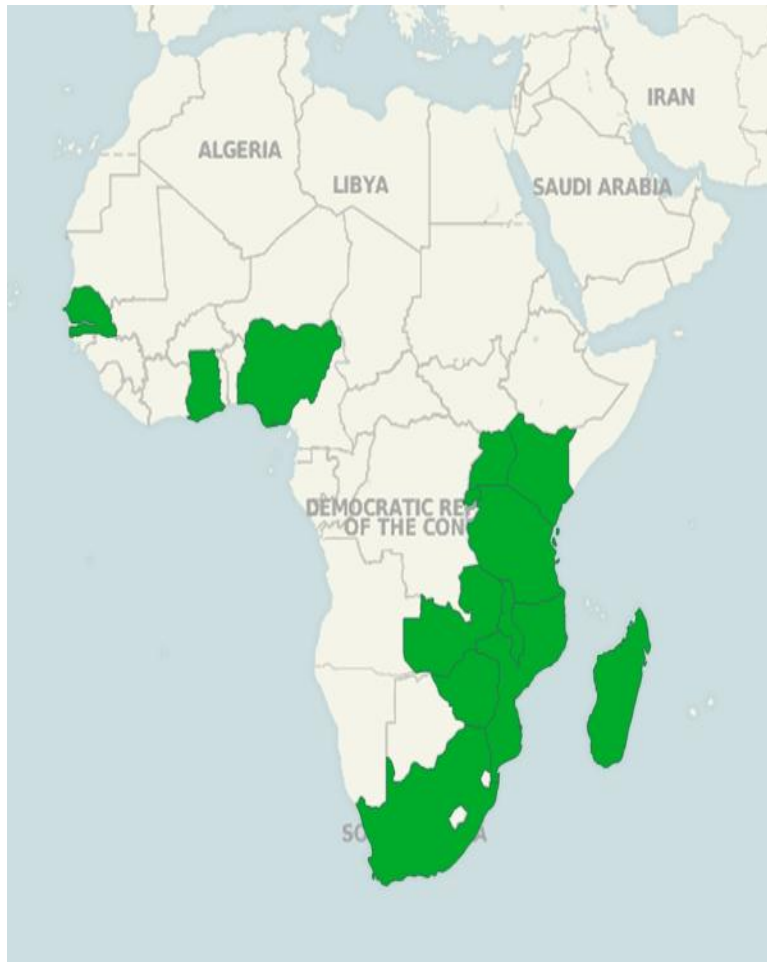 IRAN
ALGERIA
LIBYA
SAUDI ARABIA
DEMOCRATIC RE
OF THE CON
SO
A